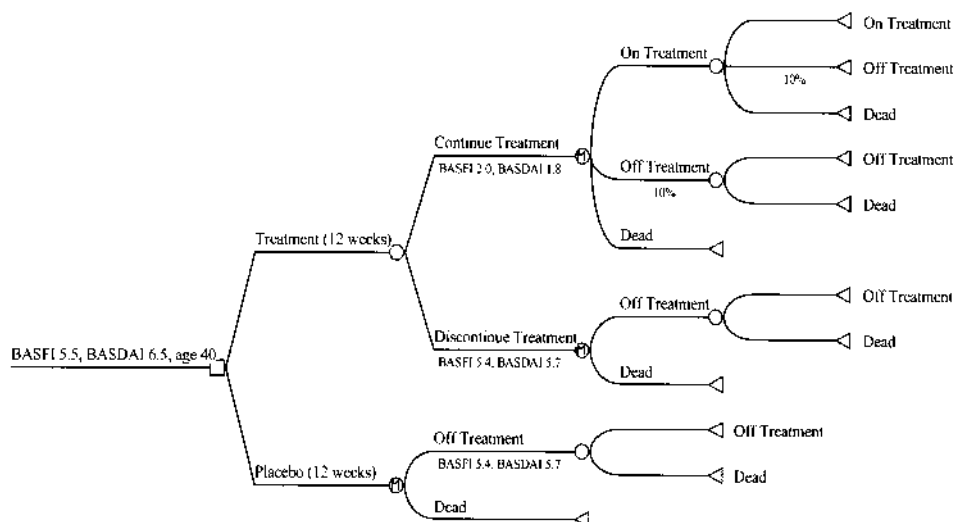 On Treatment
On Treatment
Off Treatment
10%
Dead
Continue Treatment
BASFI 2.0, BASDAI 1.8
Off Treatment
Off Treatment
10%
Dead
Treatment (12 weeks)
Dead
Off Treatment
Off Treatment
Discontinue Treatment
BASFI 5.4, BASDAI 5.7
Dead
BASFI 5.5, BASDAI 6.5, age 40
Dead
Off Treatment
Off Treatment
BASFI 5.4, BASDAI 5.7
Placebo (12 weeks)
Dead
Dead
M
M
M